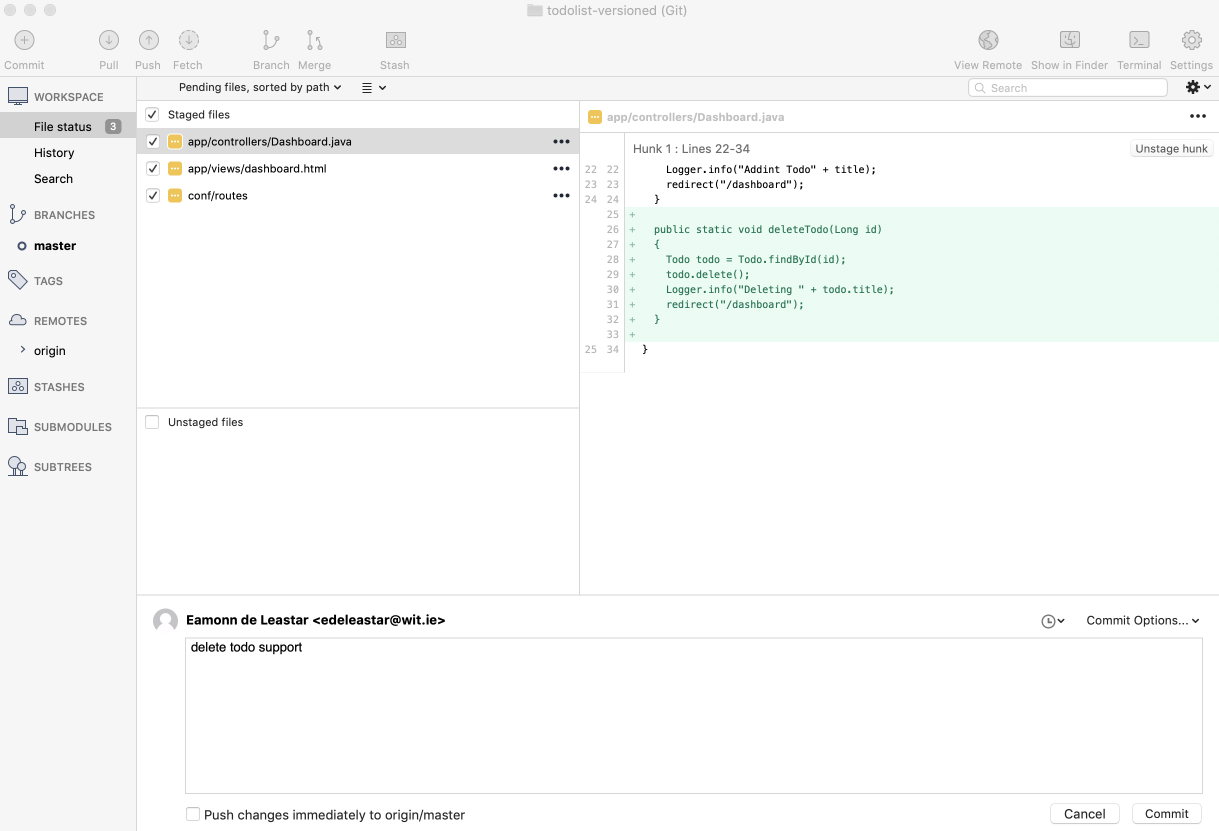 todolist-versioned (Git)
Commit Pull Push Fetch Branch Merge Stash View Remote Show in Finder Terminal Settings
Pending files, sorted by path
Search
WORKSPACE
File status 3
History
Search
BRANCHES
master
TAGS
REMOTES
origin
STASHES
SUBMODULES
SUBTREES
Staged files
app/controllers/Dashboard.java
app/views/dashboard.html
conf/routes
Unstaged files
app/controllers/Dashboard.java
Hunk 1 : Lines 22-34 Unstage hunk
22 22 Logger.info("Addint Todo" + title);
23 23 redirect("/dashboard");
24 24 }
25 +
26 + public static void deleteTodo(Long id)
27 + {
28 + Todo todo = Todo.findById(id);
29 + todo.delete();
30 + Logger.info("Deleting " + todo.title);
31 + redirect("/dashboard");
32 + }
33 +
25 34 }
Eamonn de Leastar <edeleastar@wit.ie> Commit Options...
delete todo support
Push changes immediately to origin/master
Cancel Commit